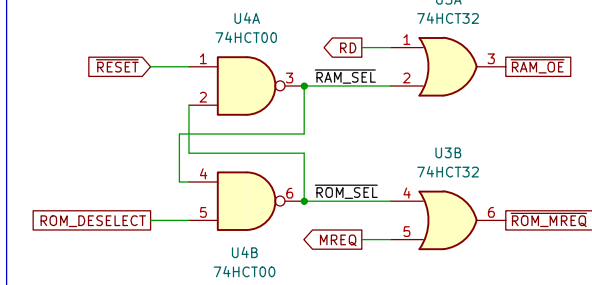 U3A
U4A
74HCT32
74HCT00
RD
1
3
RAM_OE
2
RESET
1
3
RAM_SEL
2
U3B
74HCT32
4
6
ROM_SEL
4
6
ROM_MREQ
ROM_DESELECT
5
MREQ
5
U4B
74HCT00